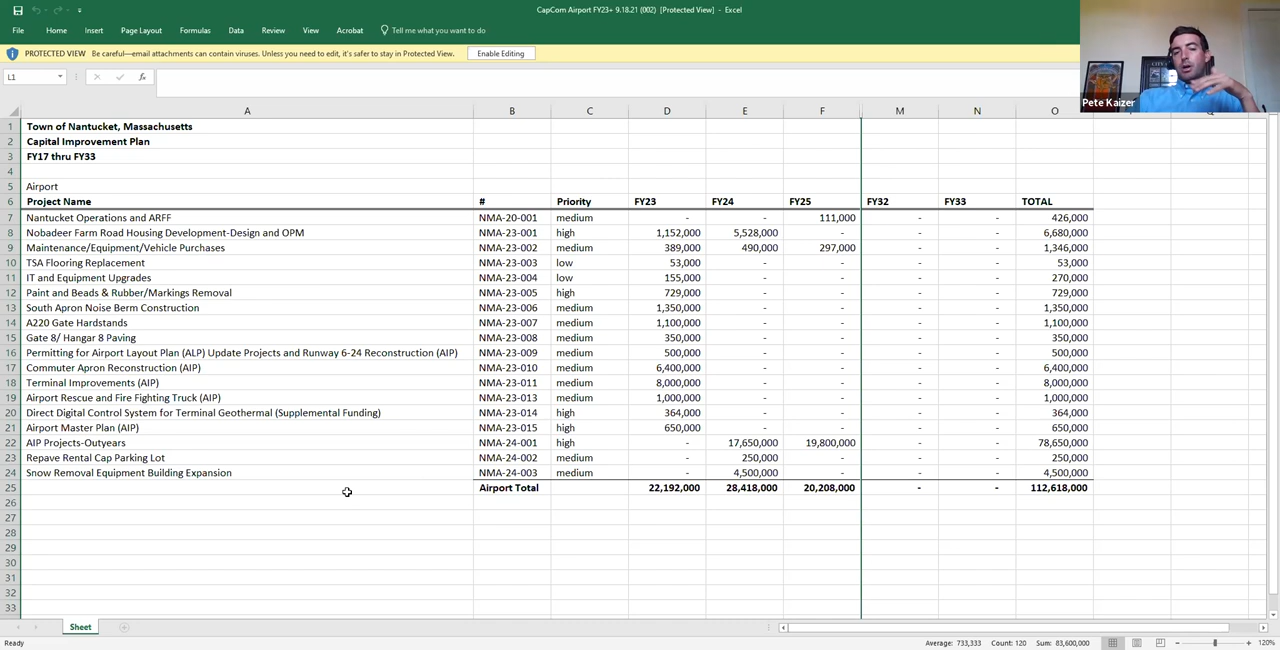 CapCom Airport FY23+ 9.18.21 (002) [Protected View] - Excel
File Home Insert Page Layout Formulas Data Review View Acrobat Tell me what you want to do
PROTECTED VIEW Be careful—email attachments can contain viruses. Unless you need to edit, it's safer to stay in Protected View. Enable Editing
L1 fx
A B C D E F M N O
1 Town of Nantucket, Massachusetts
2 Capital Improvement Plan
3 FY17 thru FY33
4
5 Airport
6 Project Name # Priority FY23 FY24 FY25 FY32 FY33 TOTAL
7 Nantucket Operations and ARFF NMA-20-001 medium - - 111,000 - - 426,000
8 Nobadeer Farm Road Housing Development-Design and OPM NMA-23-001 high 1,152,000 5,528,000 - - - 6,680,000
9 Maintenance/Equipment/Vehicle Purchases NMA-23-002 medium 389,000 490,000 297,000 - - 1,346,000
10 TSA Flooring Replacement NMA-23-003 low 53,000 - - - - 53,000
11 IT and Equipment Upgrades NMA-23-004 low 155,000 - - - - 270,000
12 Paint and Beads & Rubber/Markings Removal NMA-23-005 high 729,000 - - - - 729,000
13 South Apron Noise Berm Construction NMA-23-006 medium 1,350,000 - - - - 1,350,000
14 A220 Gate Hardstands NMA-23-007 medium 1,100,000 - - - - 1,100,000
15 Gate 8/ Hangar 8 Paving NMA-23-008 medium 350,000 - - - - 350,000
16 Permitting for Airport Layout Plan (ALP) Update Projects and Runway 6-24 Reconstruction (AIP) NMA-23-009 medium 500,000 - - - - 500,000
17 Commuter Apron Reconstruction (AIP) NMA-23-010 medium 6,400,000 - - - - 6,400,000
18 Terminal Improvements (AIP) NMA-23-011 medium 8,000,000 - - - - 8,000,000
19 Airport Rescue and Fire Fighting Truck (AIP) NMA-23-013 medium 1,000,000 - - - - 1,000,000
20 Direct Digital Control System for Terminal Geothermal (Supplemental Funding) NMA-23-014 high 364,000 - - - - 364,000
21 Airport Master Plan (AIP) NMA-23-015 high 650,000 - - - - 650,000
22 AIP Projects-Outyears NMA-24-001 high - 17,650,000 19,800,000 - - 78,650,000
23 Repave Rental Cap Parking Lot NMA-24-002 medium - 250,000 - - - 250,000
24 Snow Removal Equipment Building Expansion NMA-24-003 medium - 4,500,000 - - - 4,500,000
25 Airport Total 22,192,000 28,418,000 20,208,000 - - 112,618,000
26
27
28
29
30
31
32
33
Pete Kaizer
Sheet
Ready Average: 733,333 Count: 120 Sum: 83,600,000 120%